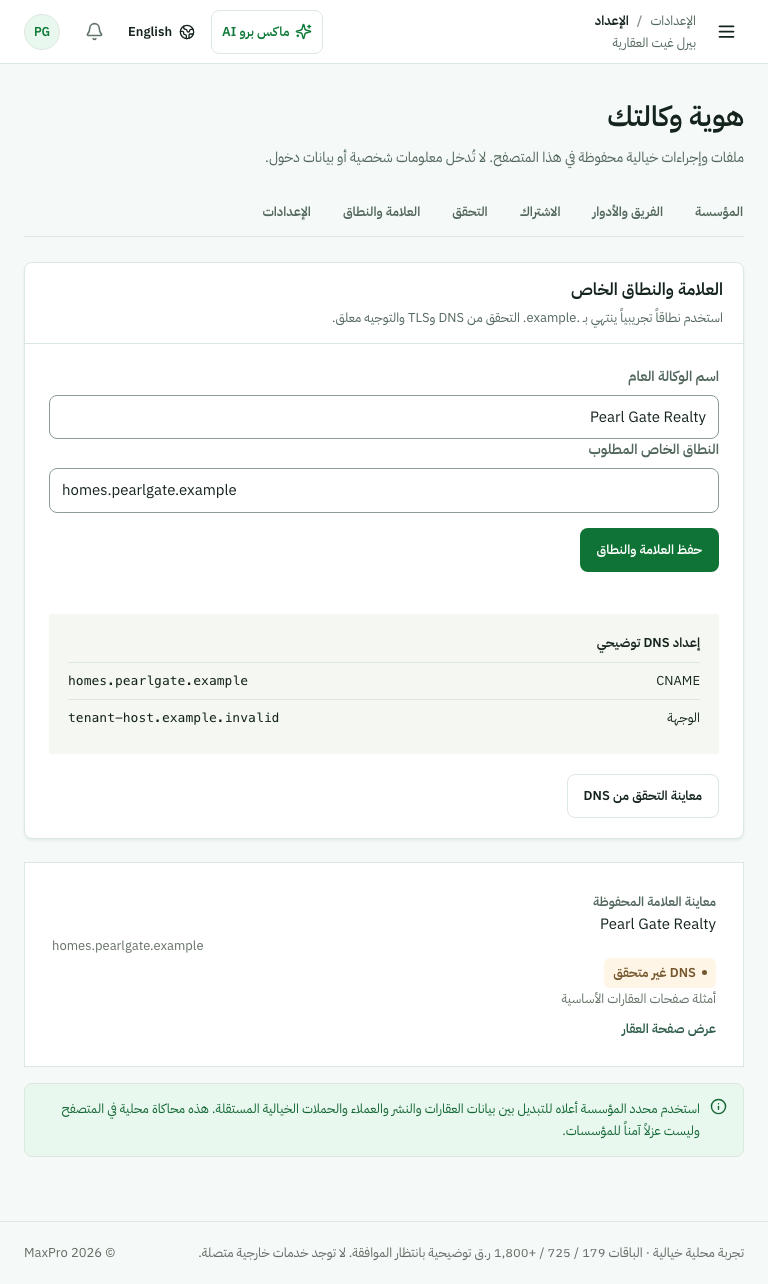 الإعدادات / الإعداد
بيرل غيت العقارية
ماكس برو AI
English
PG
هوية وكالتك
ملفات وإجراءات خيالية محفوظة في هذا المتصفح. لا تُدخل معلومات شخصية أو بيانات دخول.
المؤسسة
الفريق والأدوار
الاشتراك
التحقق
العلامة والنطاق
الإعدادات
العلامة والنطاق الخاص
استخدم نطاقاً تجريبياً ينتهي بـ .example. التحقق من DNS وTLS والتوجيه معلق.
اسم الوكالة العام
Pearl Gate Realty
النطاق الخاص المطلوب
homes.pearlgate.example
حفظ العلامة والنطاق
إعداد DNS توضيحي
CNAME homes.pearlgate.example
الوجهة tenant-host.example.invalid
معاينة التحقق من DNS
معاينة العلامة المحفوظة
Pearl Gate Realty
homes.pearlgate.example
DNS غير متحقق
أمثلة صفحات العقارات الأساسية
عرض صفحة العقار
استخدم محدد المؤسسة أعلاه للتبديل بين بيانات العقارات والنشر والعملاء والحملات الخيالية المستقلة. هذه محاكاة محلية في المتصفح
وليست عزلاً آمناً للمؤسسات.
تجربة محلية خيالية · الباقات 179 / 725 / +1,800 ر.ق توضيحية بانتظار الموافقة. لا توجد خدمات خارجية متصلة.
© 2026 MaxPro